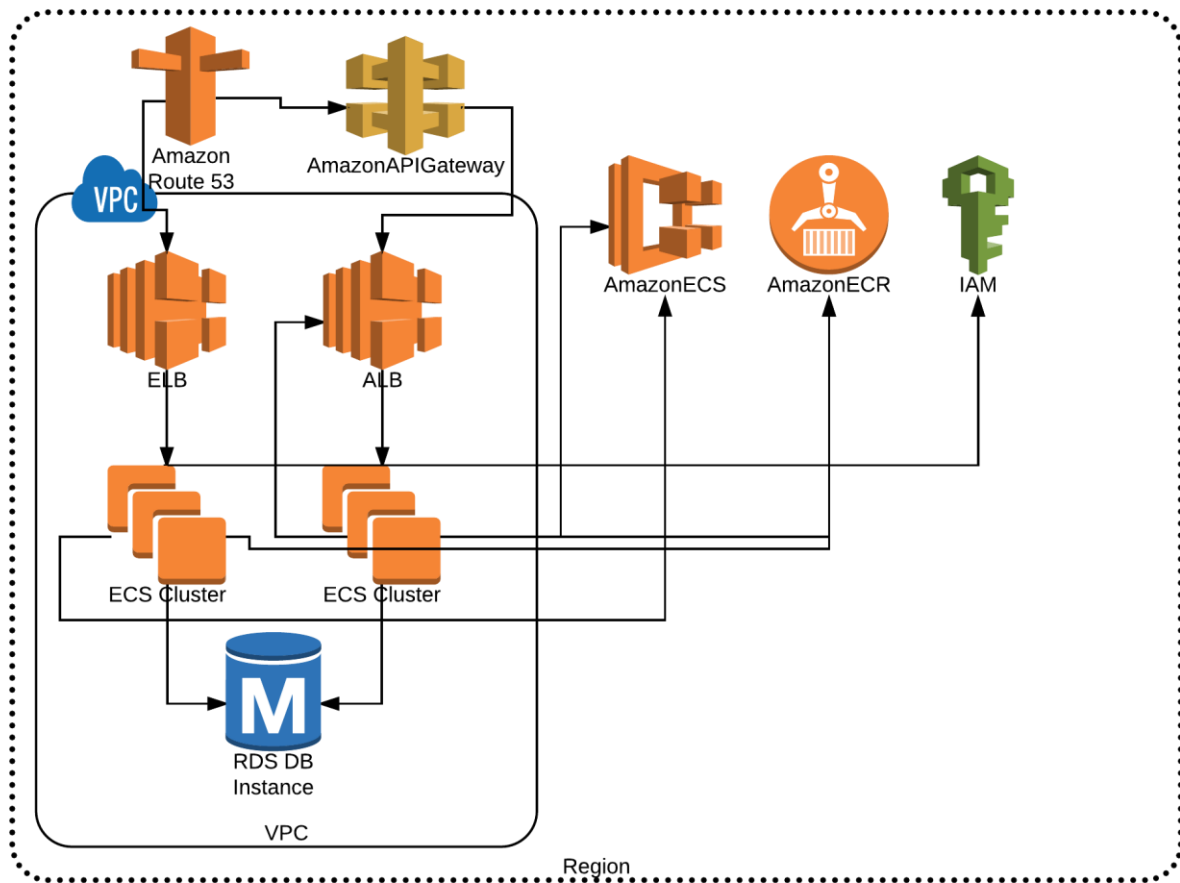 Amazon
Route 53
AmazonAPIGateway
VPC
AmazonECS
AmazonECR
IAM
ELB
ALB
ECS Cluster
ECS Cluster
M
RDS DB
Instance
VPC
Region